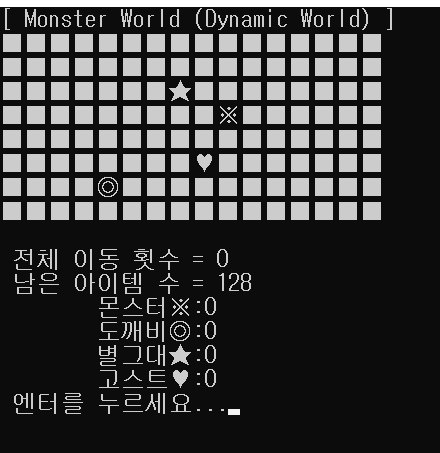 [ Monster World (Dynamic World) ]
■■■■■■■■■■■■■■■■
■■■■■■■■■■■■■■■■
■■■■■■■★■■■■■■■■
■■■■■■■■■※■■■■■■
■■■■■■■■■■■■■■■■
■■■■■■■■♥■■■■■■■
■■■■◎■■■■■■■■■■■
■■■■■■■■■■■■■■■■
전체 이동 횟수 = 0
남은 아이템 수 = 128
몬스터※:0
도깨비◎:0
별그대★:0
고스트♥:0
엔터를 누르세요...